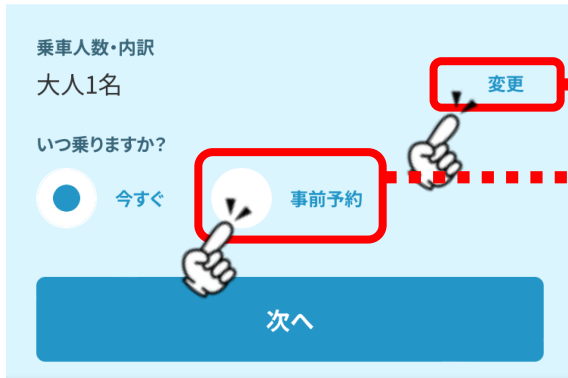 乗車人数・内訳
大人1名
変更
いつ乗りますか?
今すぐ
事前予約
次へ